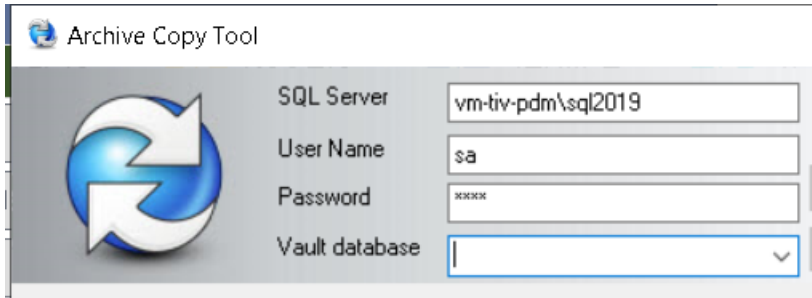 Archive Copy Tool
SQL Server vm-tiv-pdm\sql2019
User Name sa
Password ****
Vault database